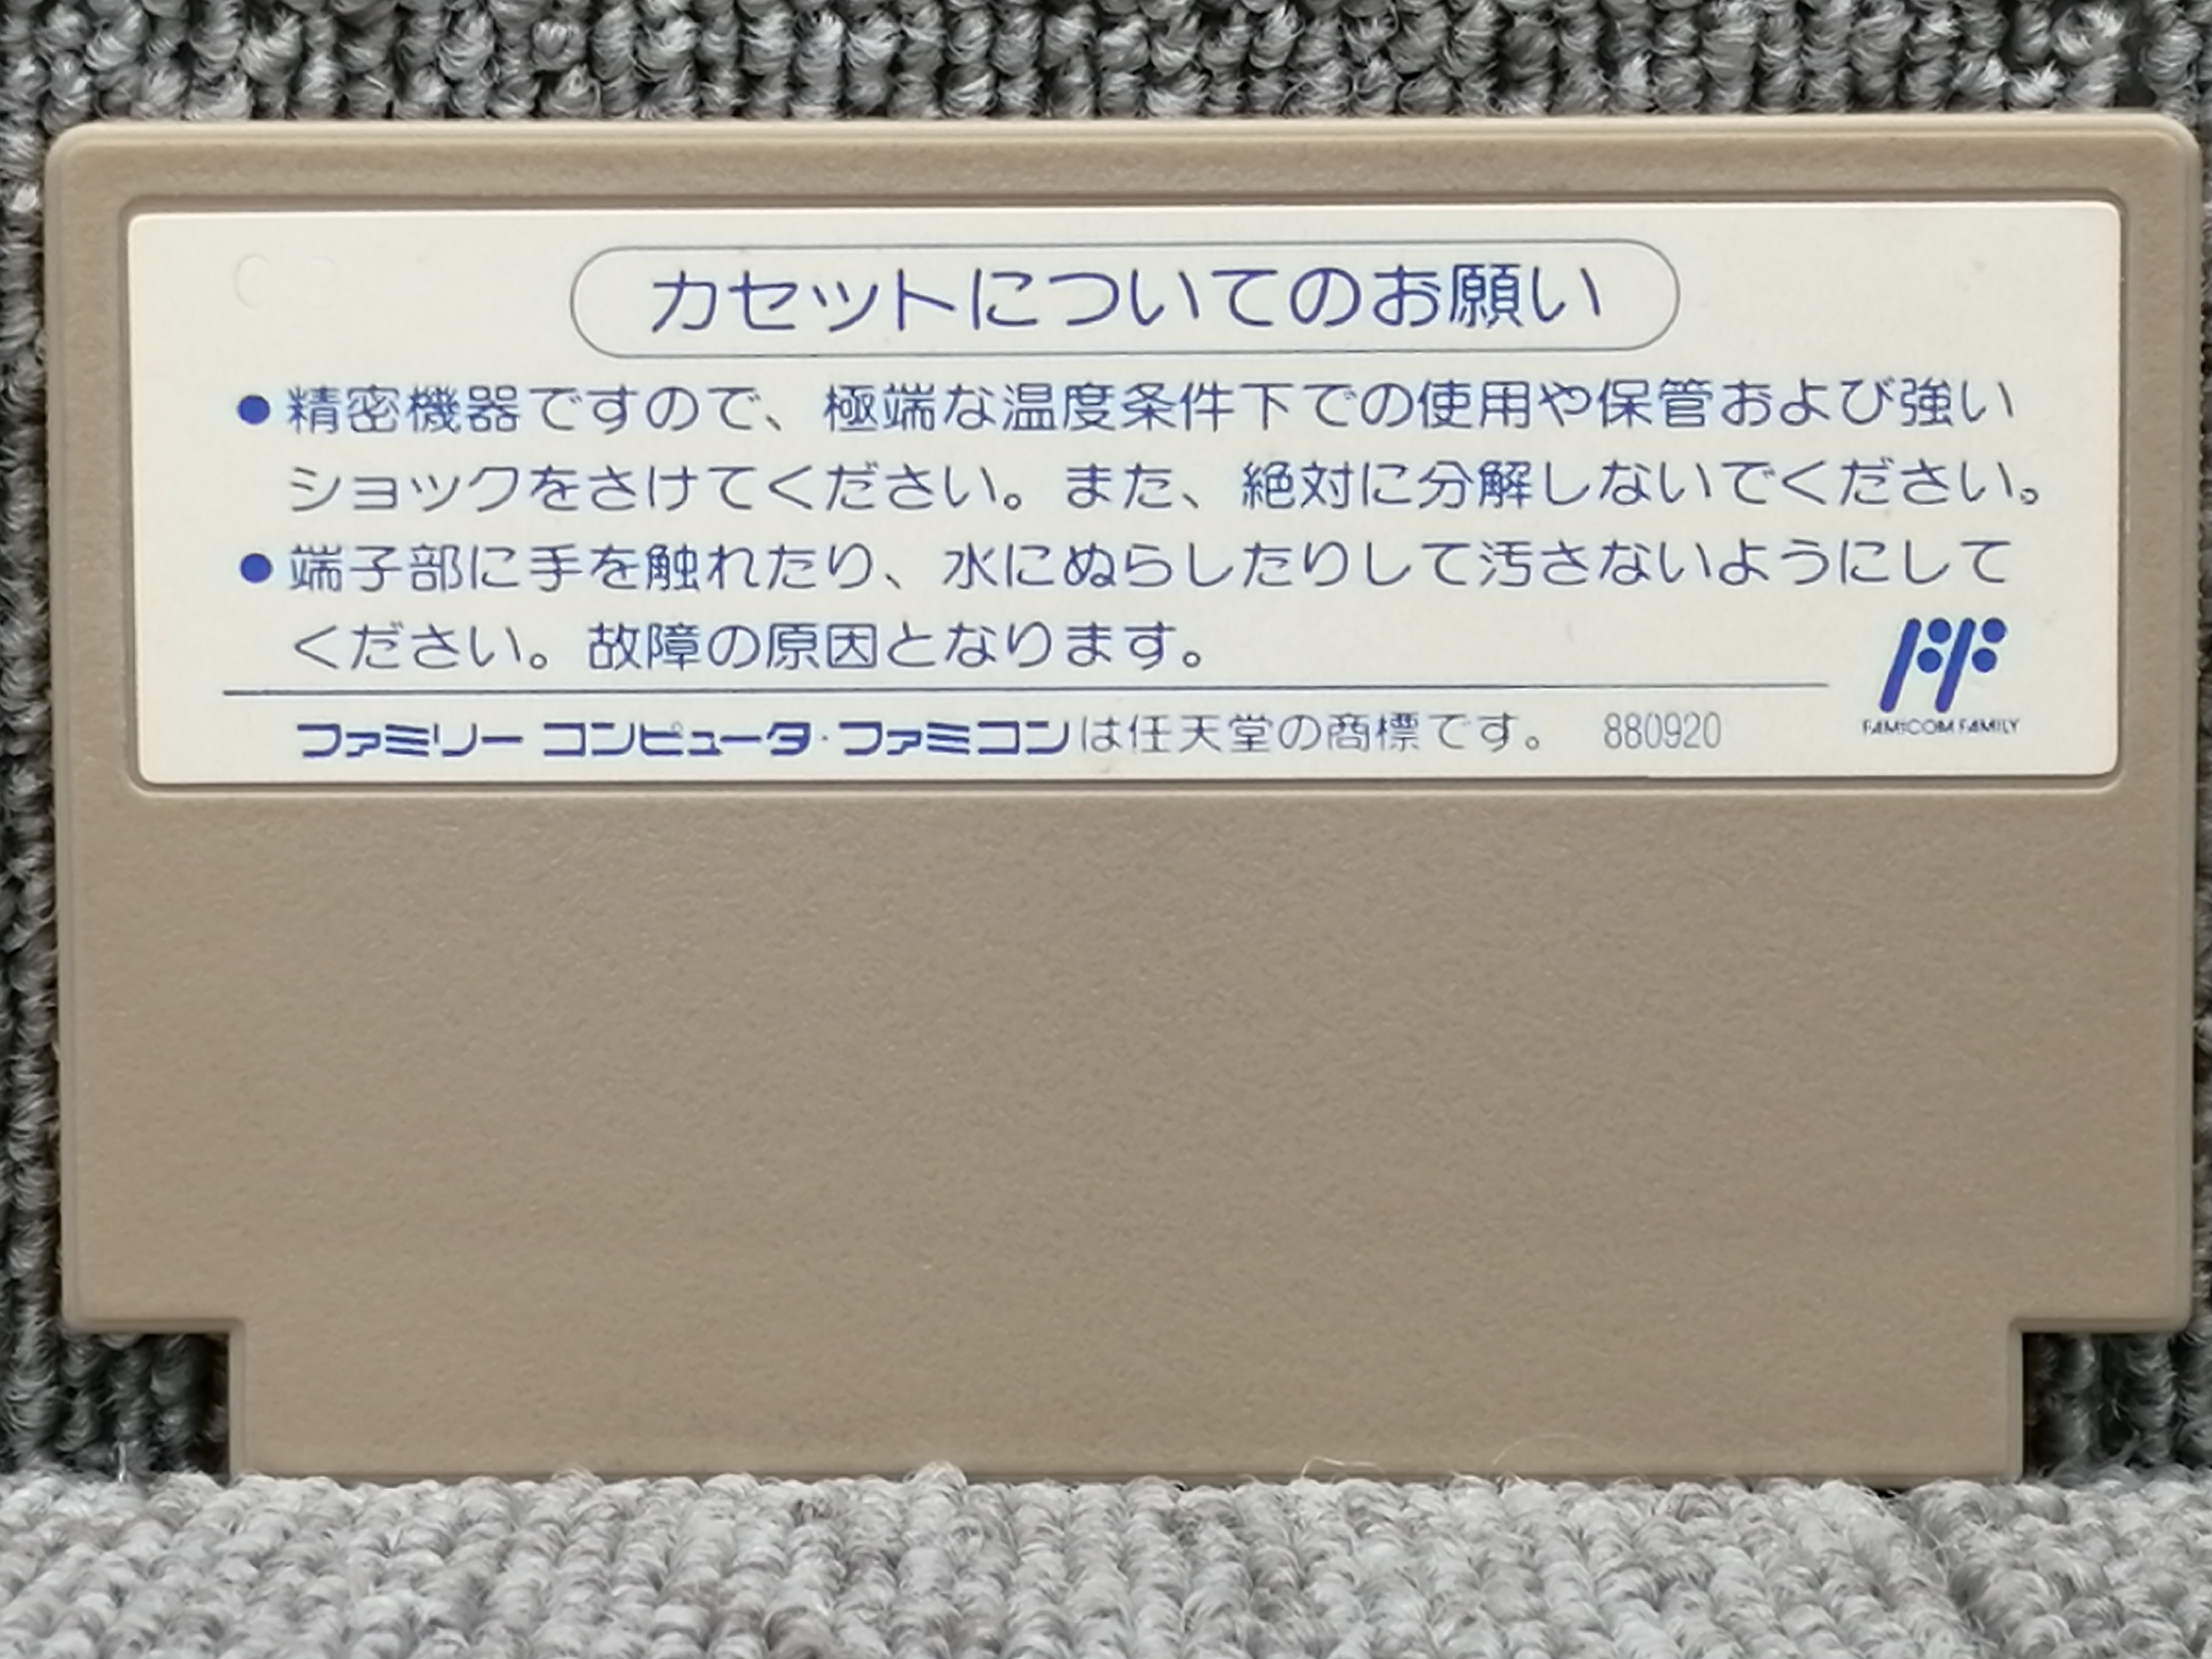 カセットについてのお願い
●精密機器ですので、極端な温度条件下での使用や保管および強い
ショックをさけてください。また、絶対に分解しないでください。
●端子部に手を触れたり、水にぬらしたりして汚さないようにして
ください。故障の原因となります。
ファミリーコンピュータ・ファミコンは任天堂の商標です。 880920
FAMICOM FAMILY